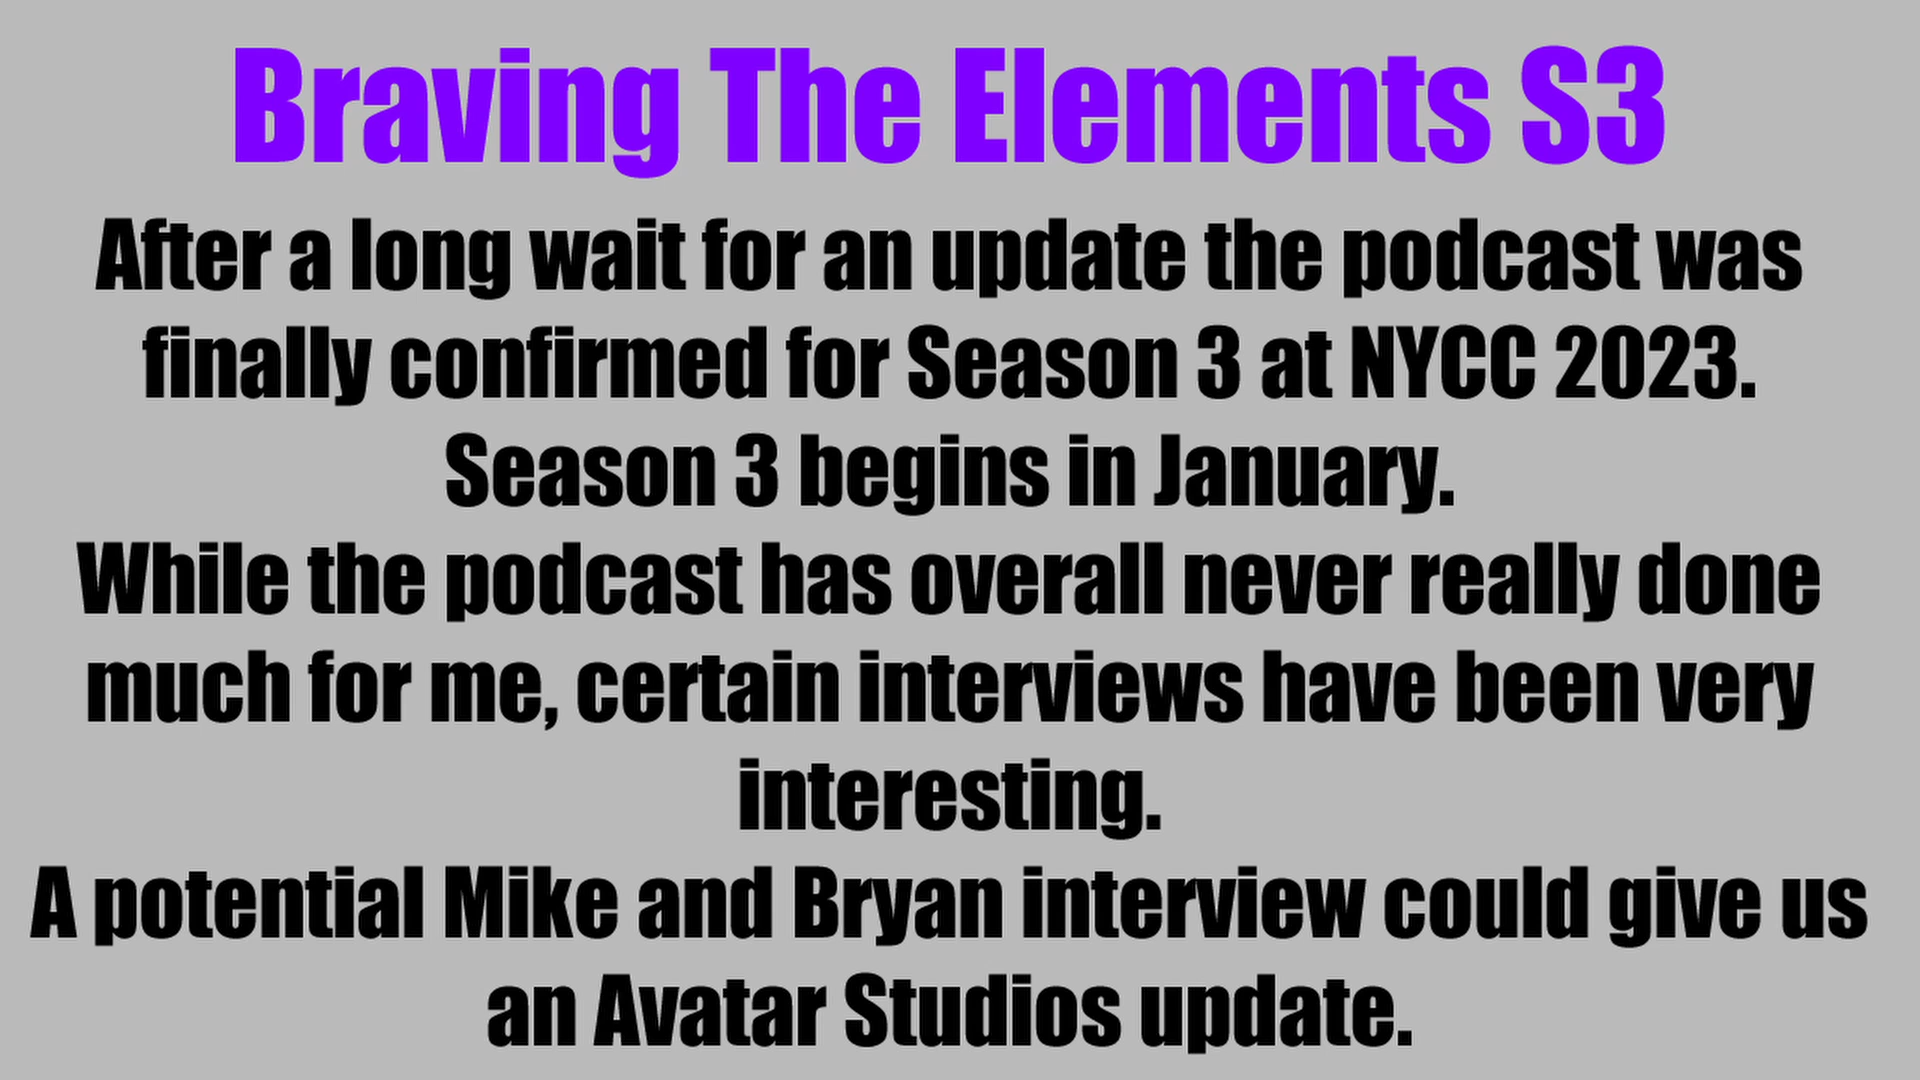 Braving The Elements S3
After a long wait for an update the podcast was
finally confirmed for Season 3 at NYCC 2023.
Season 3 begins in January.
While the podcast has overall never really done
much for me, certain interviews have been very
interesting.
A potential Mike and Bryan interview could give us
an Avatar Studios update.